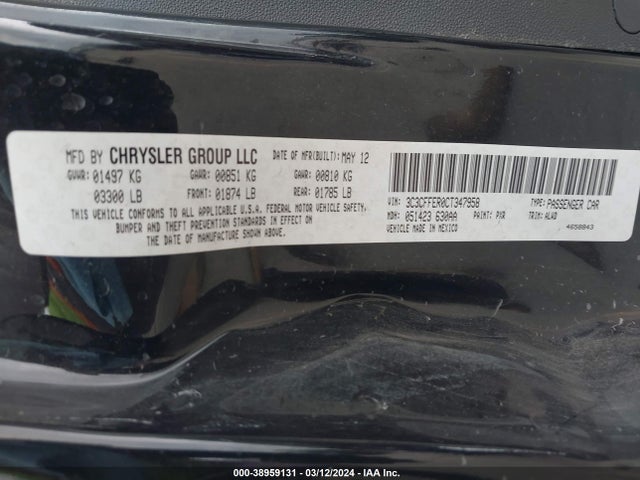 MFD BY CHRYSLER GROUP LLC DATE OF MFR(BUILT): MAY 12
GVWR: 01497 KG GAWR: 00851 KG GAWR: 00810 KG
03300 LB FRONT: 01874 LB REAR: 01785 LB
THIS VEHICLE CONFORMS TO ALL APPLICABLE U.S.A. FEDERAL MOTOR VEHICLE SAFETY,
BUMPER AND THEFT PREVENTION STANDARDS IN EFFECT ON
THE DATE OF MANUFACTURE SHOWN ABOVE.
VIN: 3C3CFFER0CT347958 TYPE: PASSENGER CAR
MDH: 051423 630AA PAINT: PXR TRIM: ALW0
VEHICLE MADE IN MEXICO 4658843
000-38959131 - 03/12/2024 - IAA Inc.